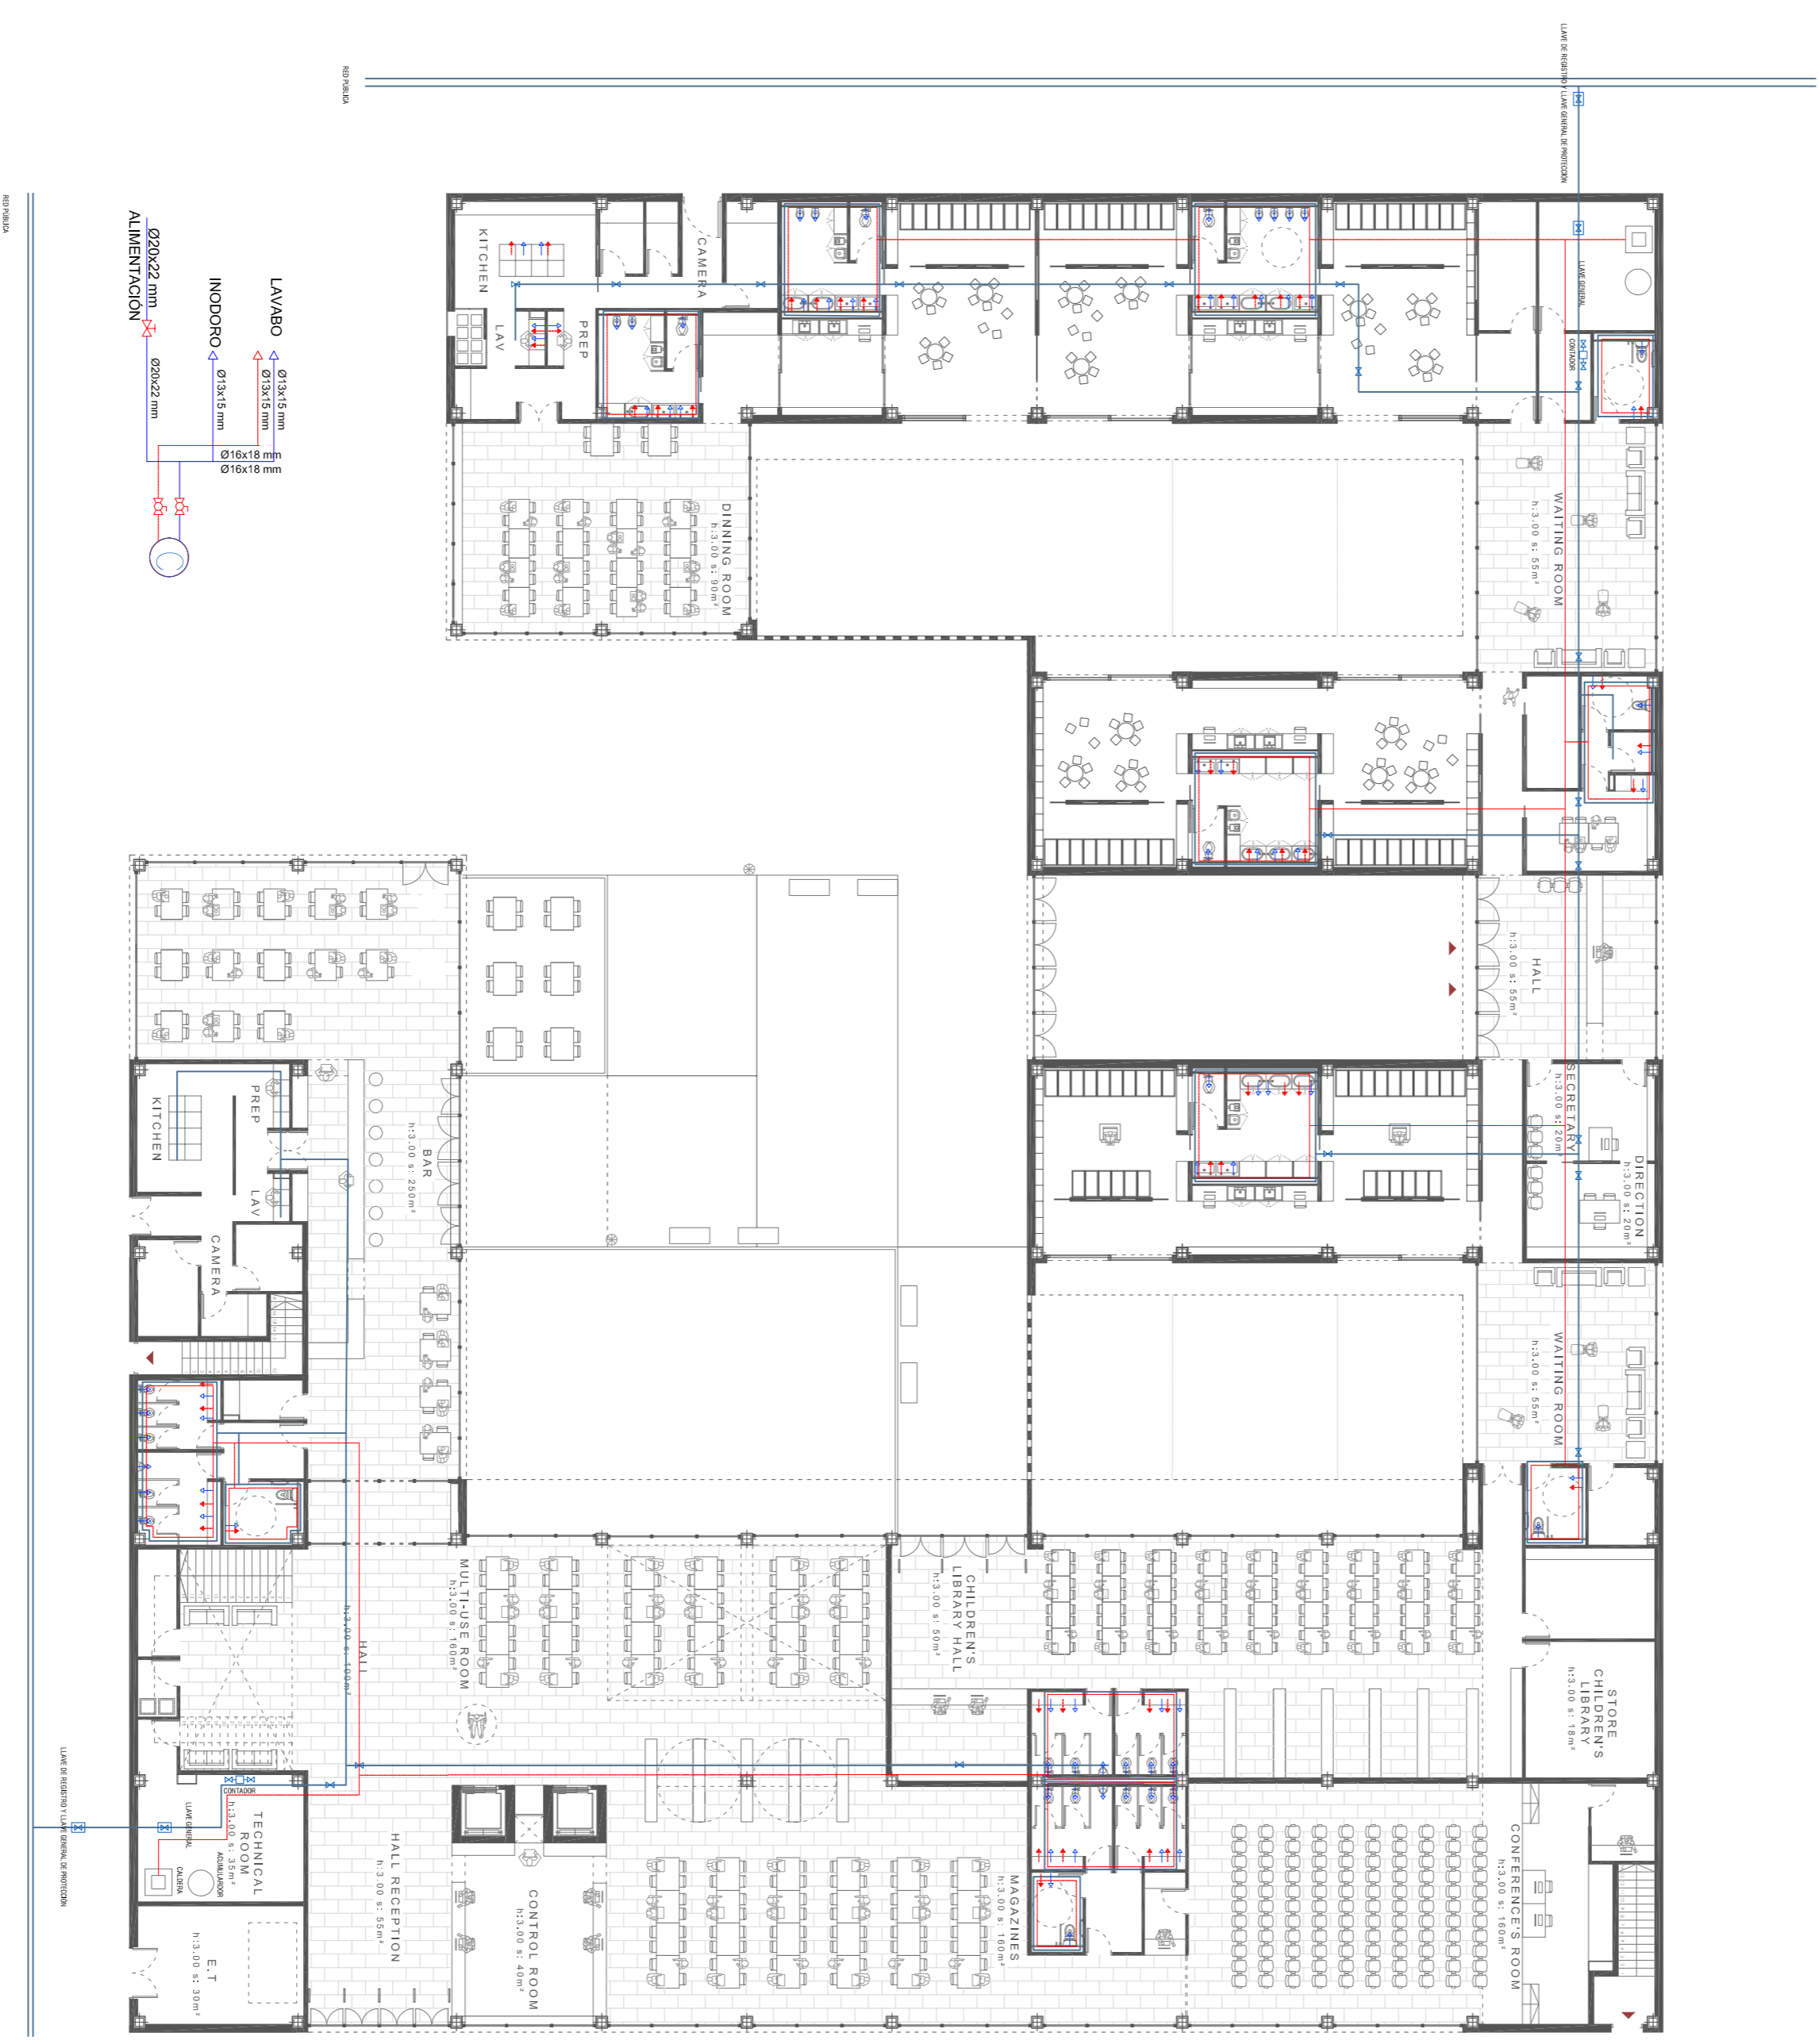 RED PÚBLICA
LLAVE DE REGISTRO Y LLAVE GENERAL DE PROTECCIÓN
LLAVE GENERAL
CONTADOR
KITCHEN
CAMERA
LAV
PREP
DINNING ROOM
h:3.00 s: 90m²
WAITING ROOM
h:3.00 s: 55m²
HALL
h:3.00 s: 55m²
SECRETARY
h:3.00 s: 20m²
DIRECTION
h:3.00 s: 20m²
WAITING ROOM
h:3.00 s: 55m²
RED PÚBLICA
Ø20x22 mm
ALIMENTACIÓN
Ø20x22 mm
INODORO
Ø13x15 mm
LAVABO
Ø13x15 mm
Ø13x15 mm
Ø16x18 mm
Ø16x18 mm
PREP
KITCHEN
LAV
CAMERA
BAR
h:3.00 s: 250m²
MULTI-USE ROOM
h:3.00 s: 160m²
HALL
h:3.00 s: 100m²
CHILDREN'S
LIBRARY HALL
h:3.00 s: 50m²
STORE
CHILDREN'S
LIBRARY
h:3.00 s: 18m²
CONTADOR
LLAVE GENERAL
TECHNICAL
ROOM
h:3.00 s: 35m²
ACUMULARDOR
CALDERA
LLAVE DE REGISTRO Y LLAVE GENERAL DE PROTECCIÓN
E.T
h:3.00 s: 30m²
HALL RECEPTION
h:3.00 s: 55m²
CONTROL ROOM
h:3.00 s: 40m²
MAGAZINES
h:3.00 s: 160m²
CONFERENCE'S ROOM
h:3.00 s: 160m²